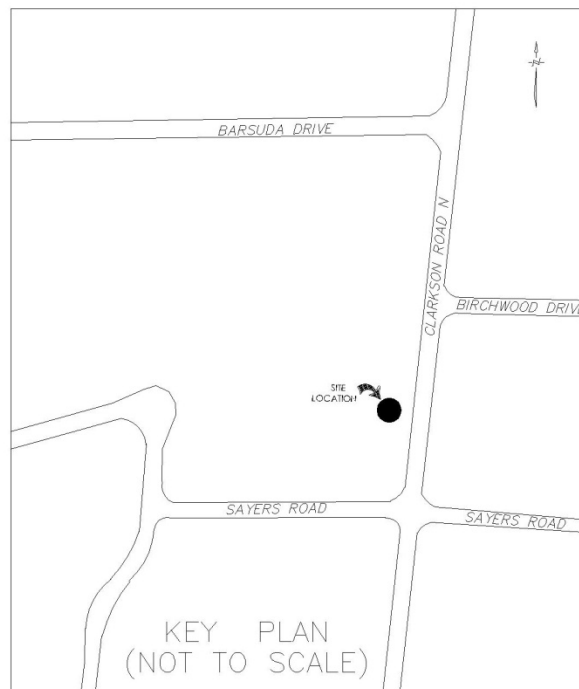 N
BARSUDA DRIVE
CLARKSON ROAD N
BIRCHWOOD DRIVE
SITE
LOCATION
SAYERS ROAD
SAYERS ROAD
KEY PLAN
(NOT TO SCALE)